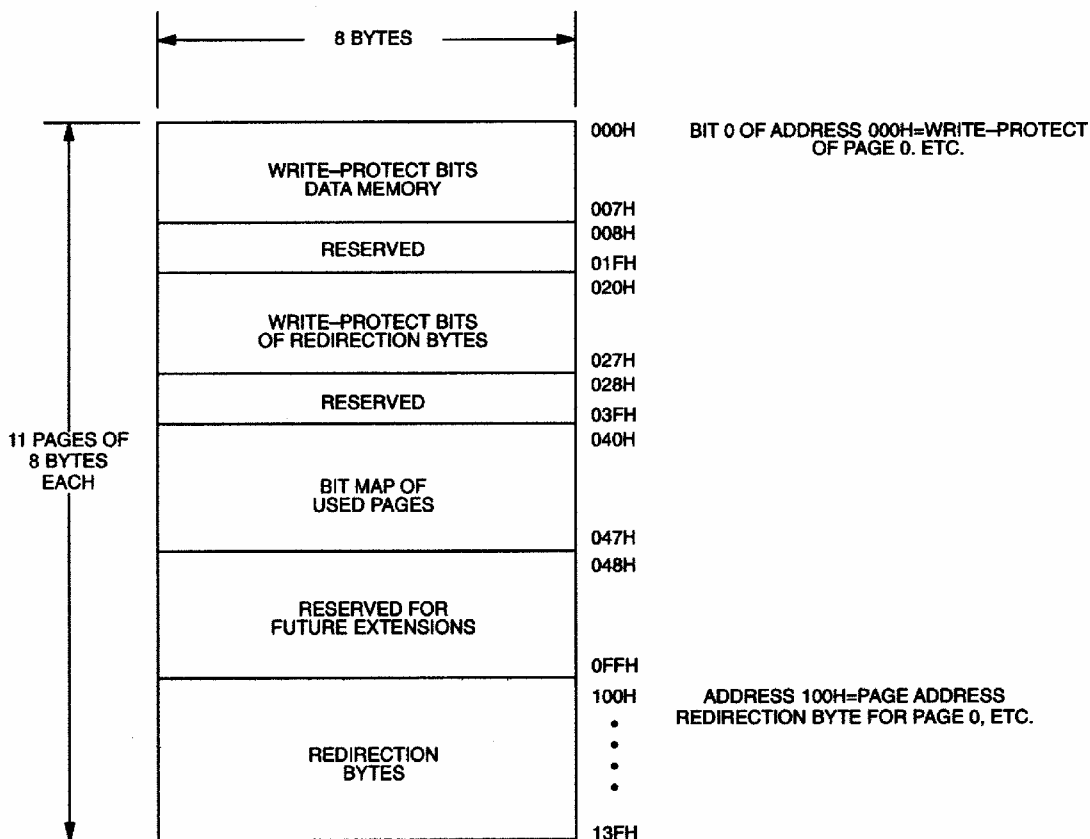 8 BYTES
000H
BIT 0 OF ADDRESS 000H=WRITE–PROTECT
OF PAGE 0. ETC.
WRITE–PROTECT BITS
DATA MEMORY
007H
008H
RESERVED
01FH
020H
WRITE–PROTECT BITS
OF REDIRECTION BYTES
027H
028H
RESERVED
03FH
11 PAGES OF
8 BYTES
EACH
040H
BIT MAP OF
USED PAGES
047H
048H
RESERVED FOR
FUTURE EXTENSIONS
0FFH
100H
ADDRESS 100H=PAGE ADDRESS
REDIRECTION BYTE FOR PAGE 0, ETC.
REDIRECTION
BYTES
13FH